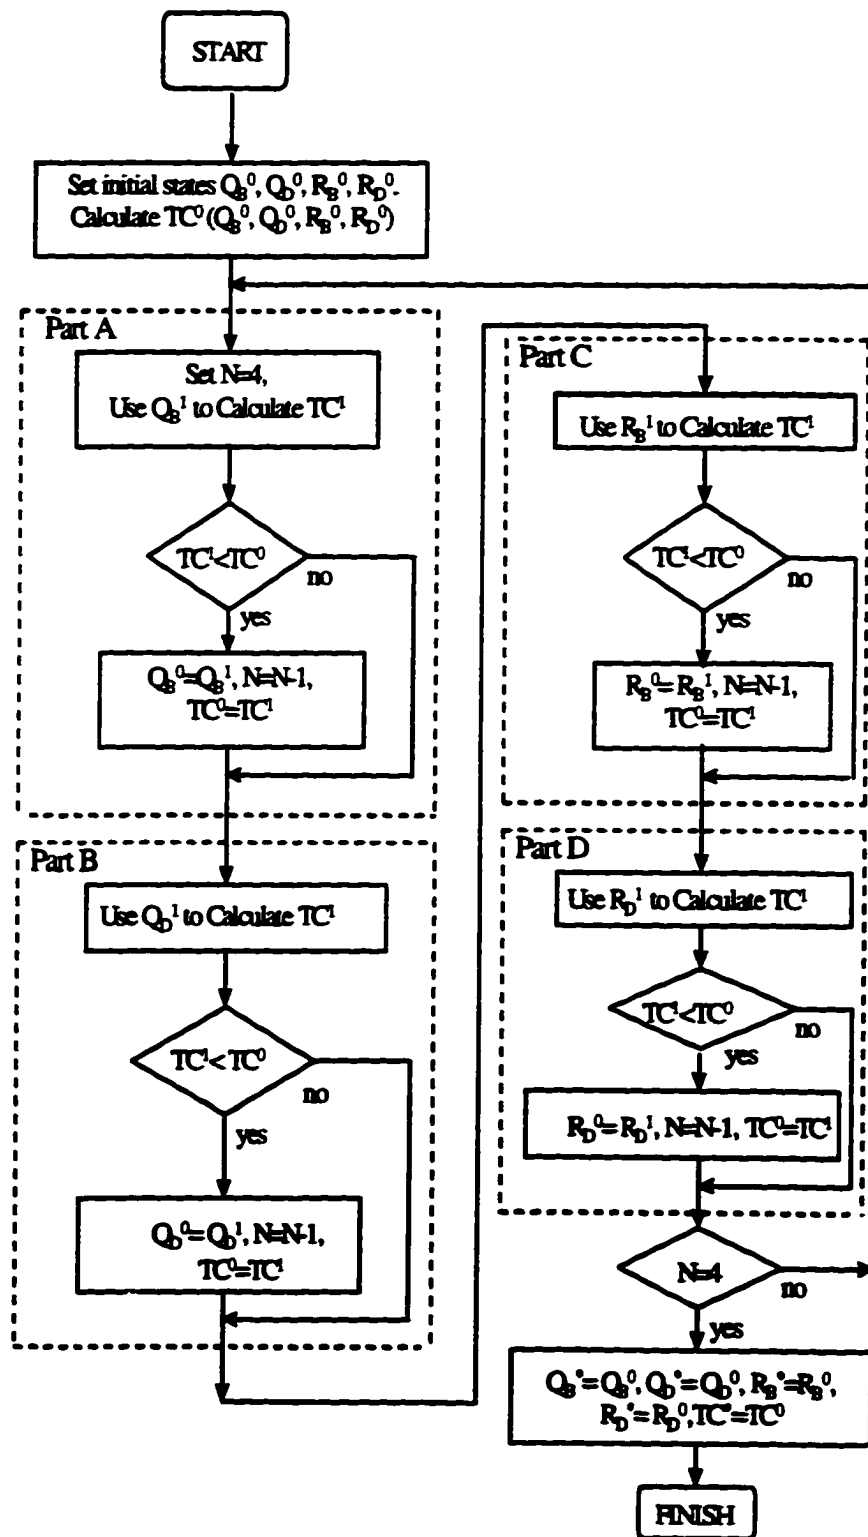 START
Set initial states Q_B^0, Q_D^0, R_B^0, R_D^0.
Calculate TC^0 (Q_B^0, Q_D^0, R_B^0, R_D^0)
Part A
Set N=4,
Use Q_B^1 to Calculate TC^1
TC^1<TC^0
no
yes
Q_B^0=Q_B^1, N=N-1,
TC^0=TC^1
Part B
Use Q_D^1 to Calculate TC^1
TC^1<TC^0
no
yes
Q_D^0=Q_D^1, N=N-1,
TC^0=TC^1
Part C
Use R_B^1 to Calculate TC^1
TC^1<TC^0
no
yes
R_B^0=R_B^1, N=N-1,
TC^0=TC^1
Part D
Use R_D^1 to Calculate TC^1
TC^1<TC^0
no
yes
R_D^0=R_D^1, N=N-1, TC^0=TC^1
N=4
no
yes
Q_B^*=Q_B^0, Q_D^*=Q_D^0, R_B^*=R_B^0,
R_D^*=R_D^0, TC^*=TC^0
FINISH